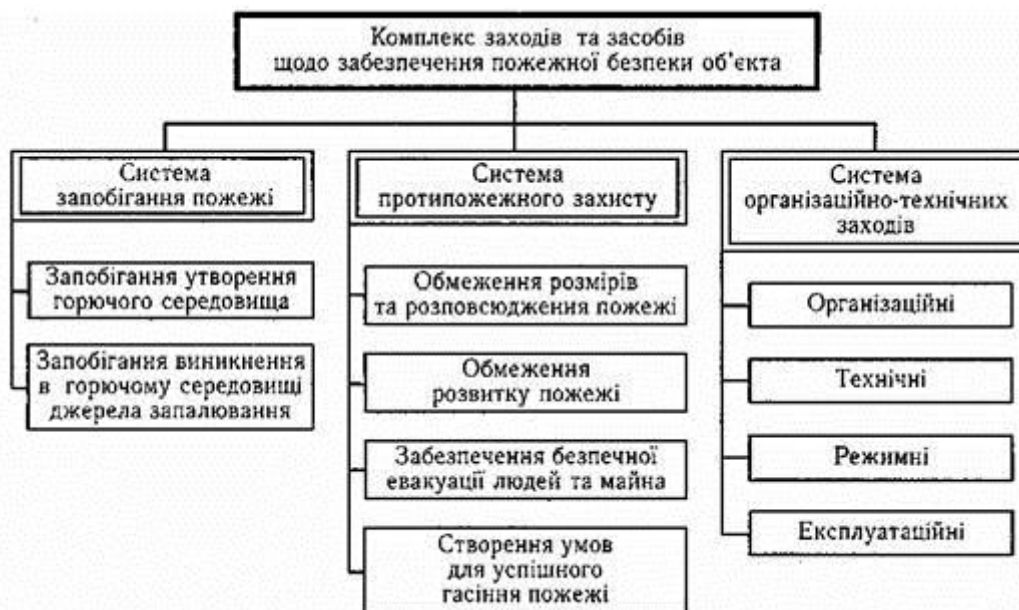 Комплекс заходів та засобів
щодо забезпечення пожежної безпеки об'єкта
Система
запобігання пожежі
Запобігання утворення
горючого середовища
Запобігання виникнення
в горючому середовищі
джерела запалювання
Система
протипожежного захисту
Обмеження розмірів
та розповсюдження пожежі
Обмеження
розвитку пожежі
Забезпечення безпечної
евакуації людей та майна
Створення умов
для успішного
гасіння пожежі
Система
організаційно-технічних
заходів
Організаційні
Технічні
Режимні
Експлуатаційні